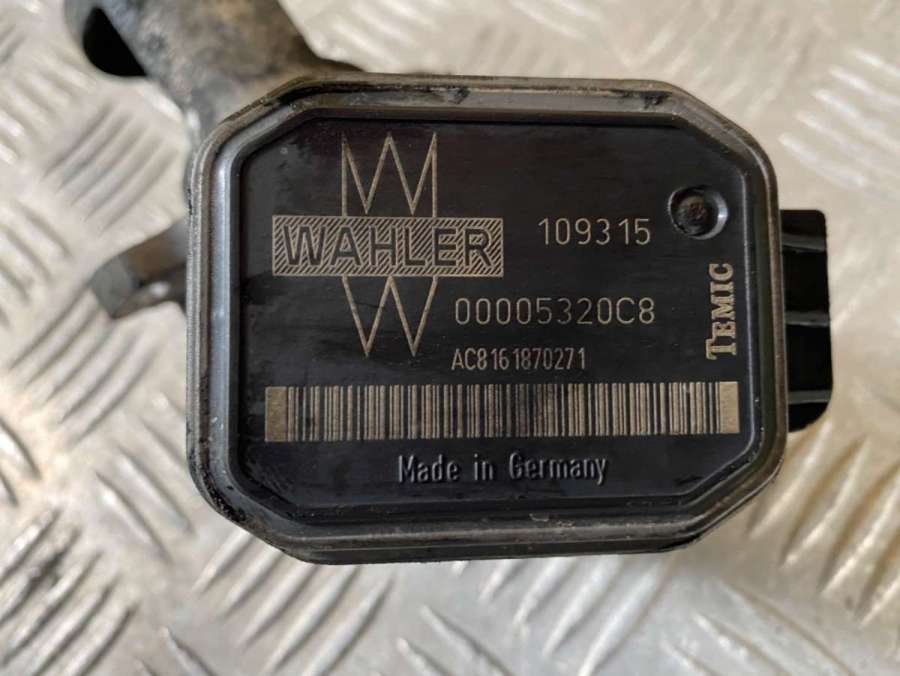 WAHLER
109315
00005320C8
AC8161870271
TEMIC
Made in Germany